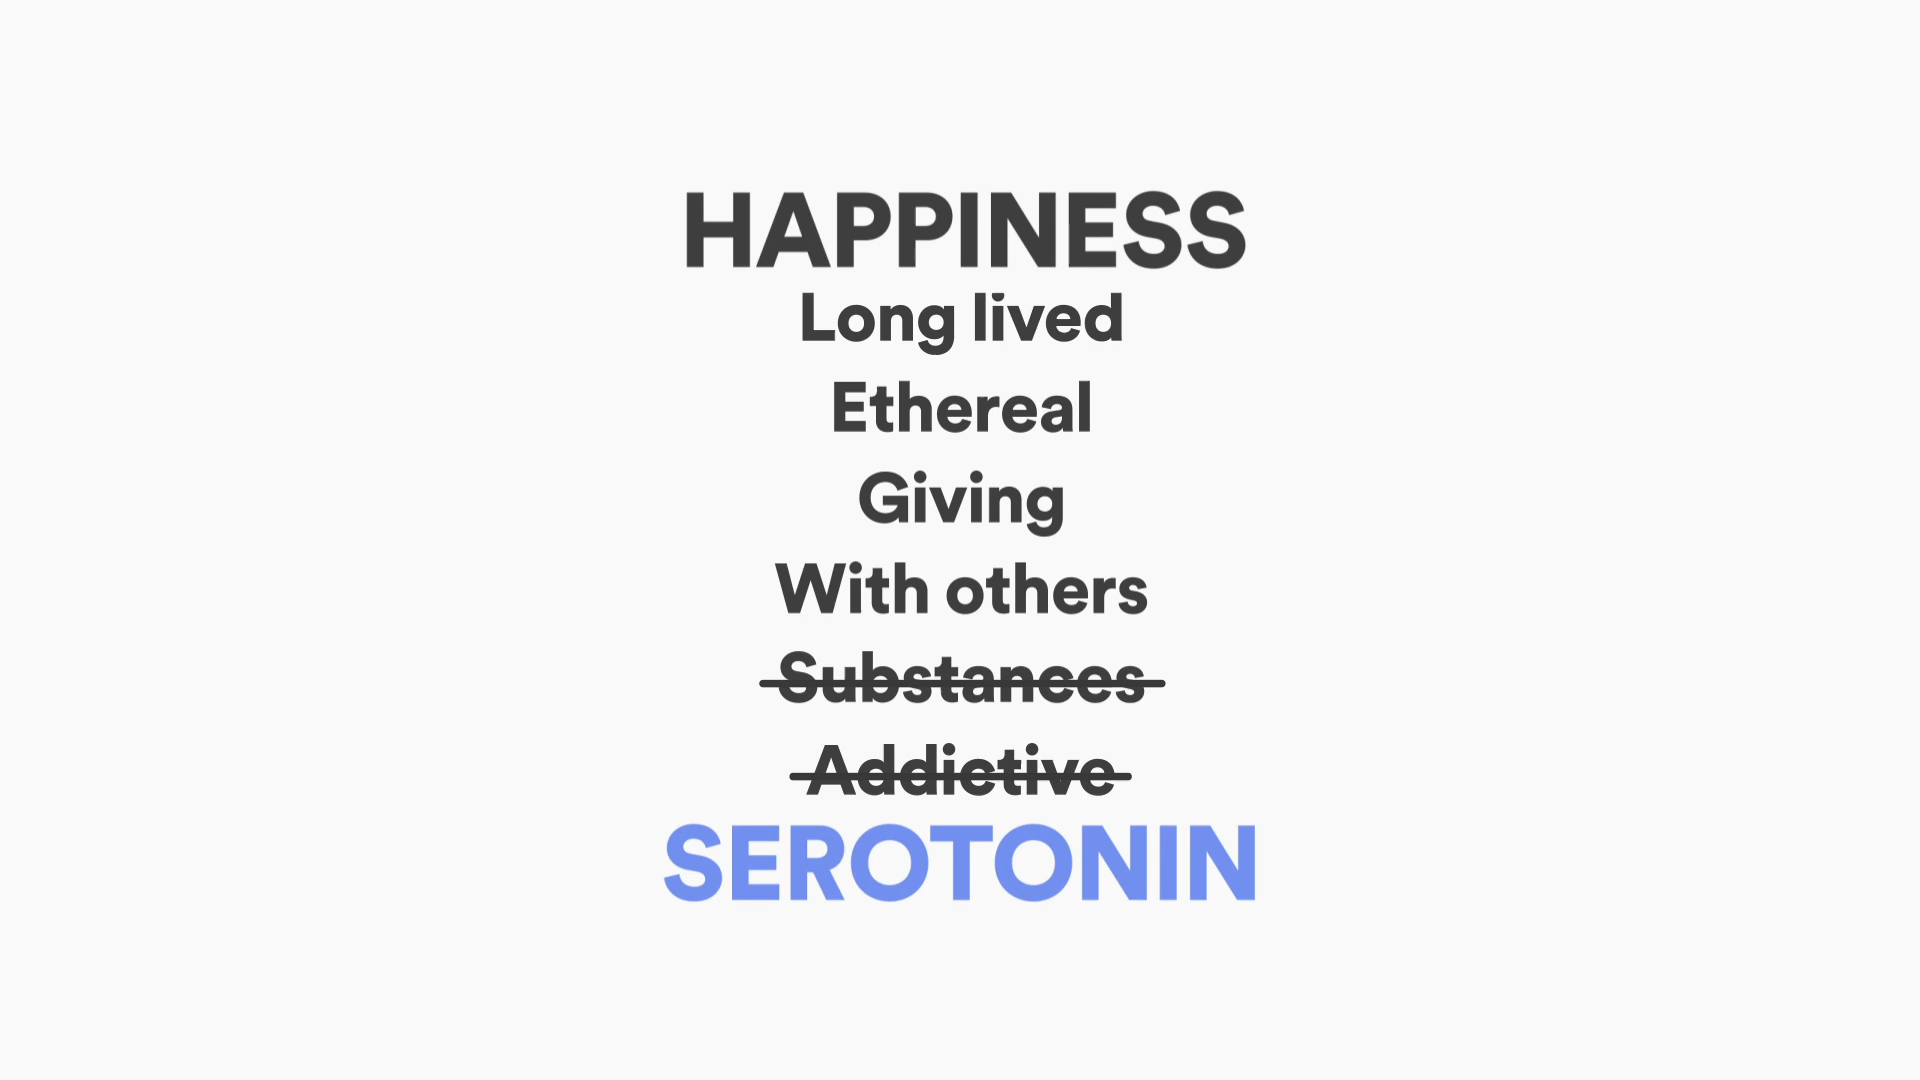 HAPPINESS
Long lived
Ethereal
Giving
With others
Substances
Addictive
SEROTONIN